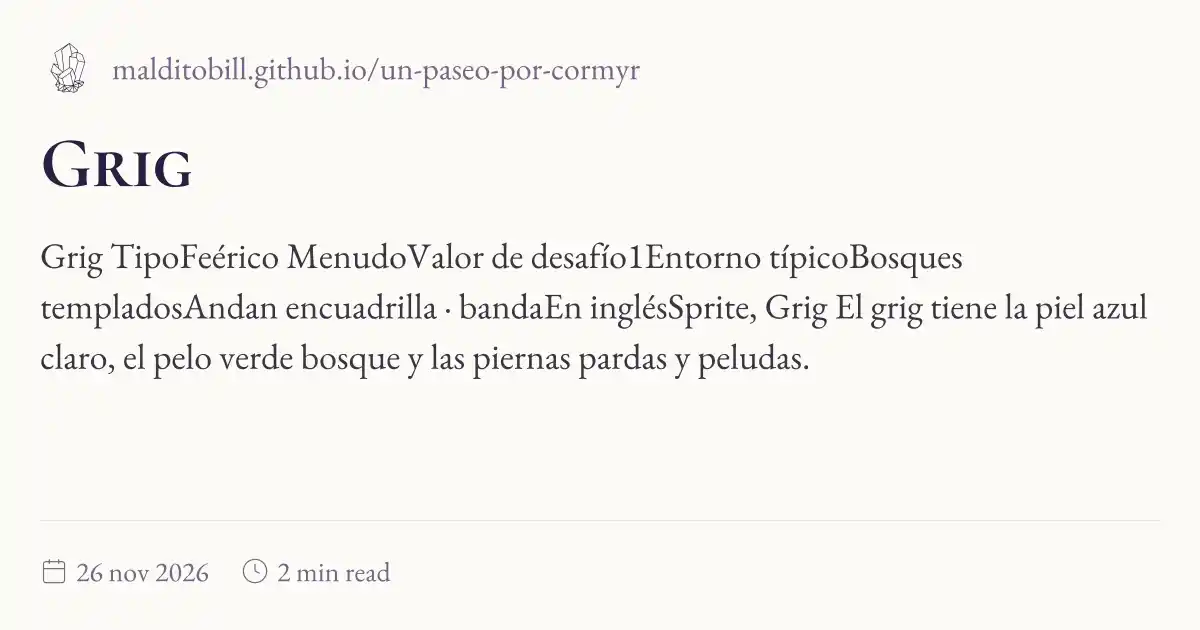 malditobill.github.io/un-paseo-por-cormyr
Grig
Grig TipoFeérico MenudoValor de desafío1Entorno típicoBosques
templadosAndan encuadrilla · bandaEn inglésSprite, Grig El grig tiene la piel azul
claro, el pelo verde bosque y las piernas pardas y peludas.
26 nov 2026 2 min read